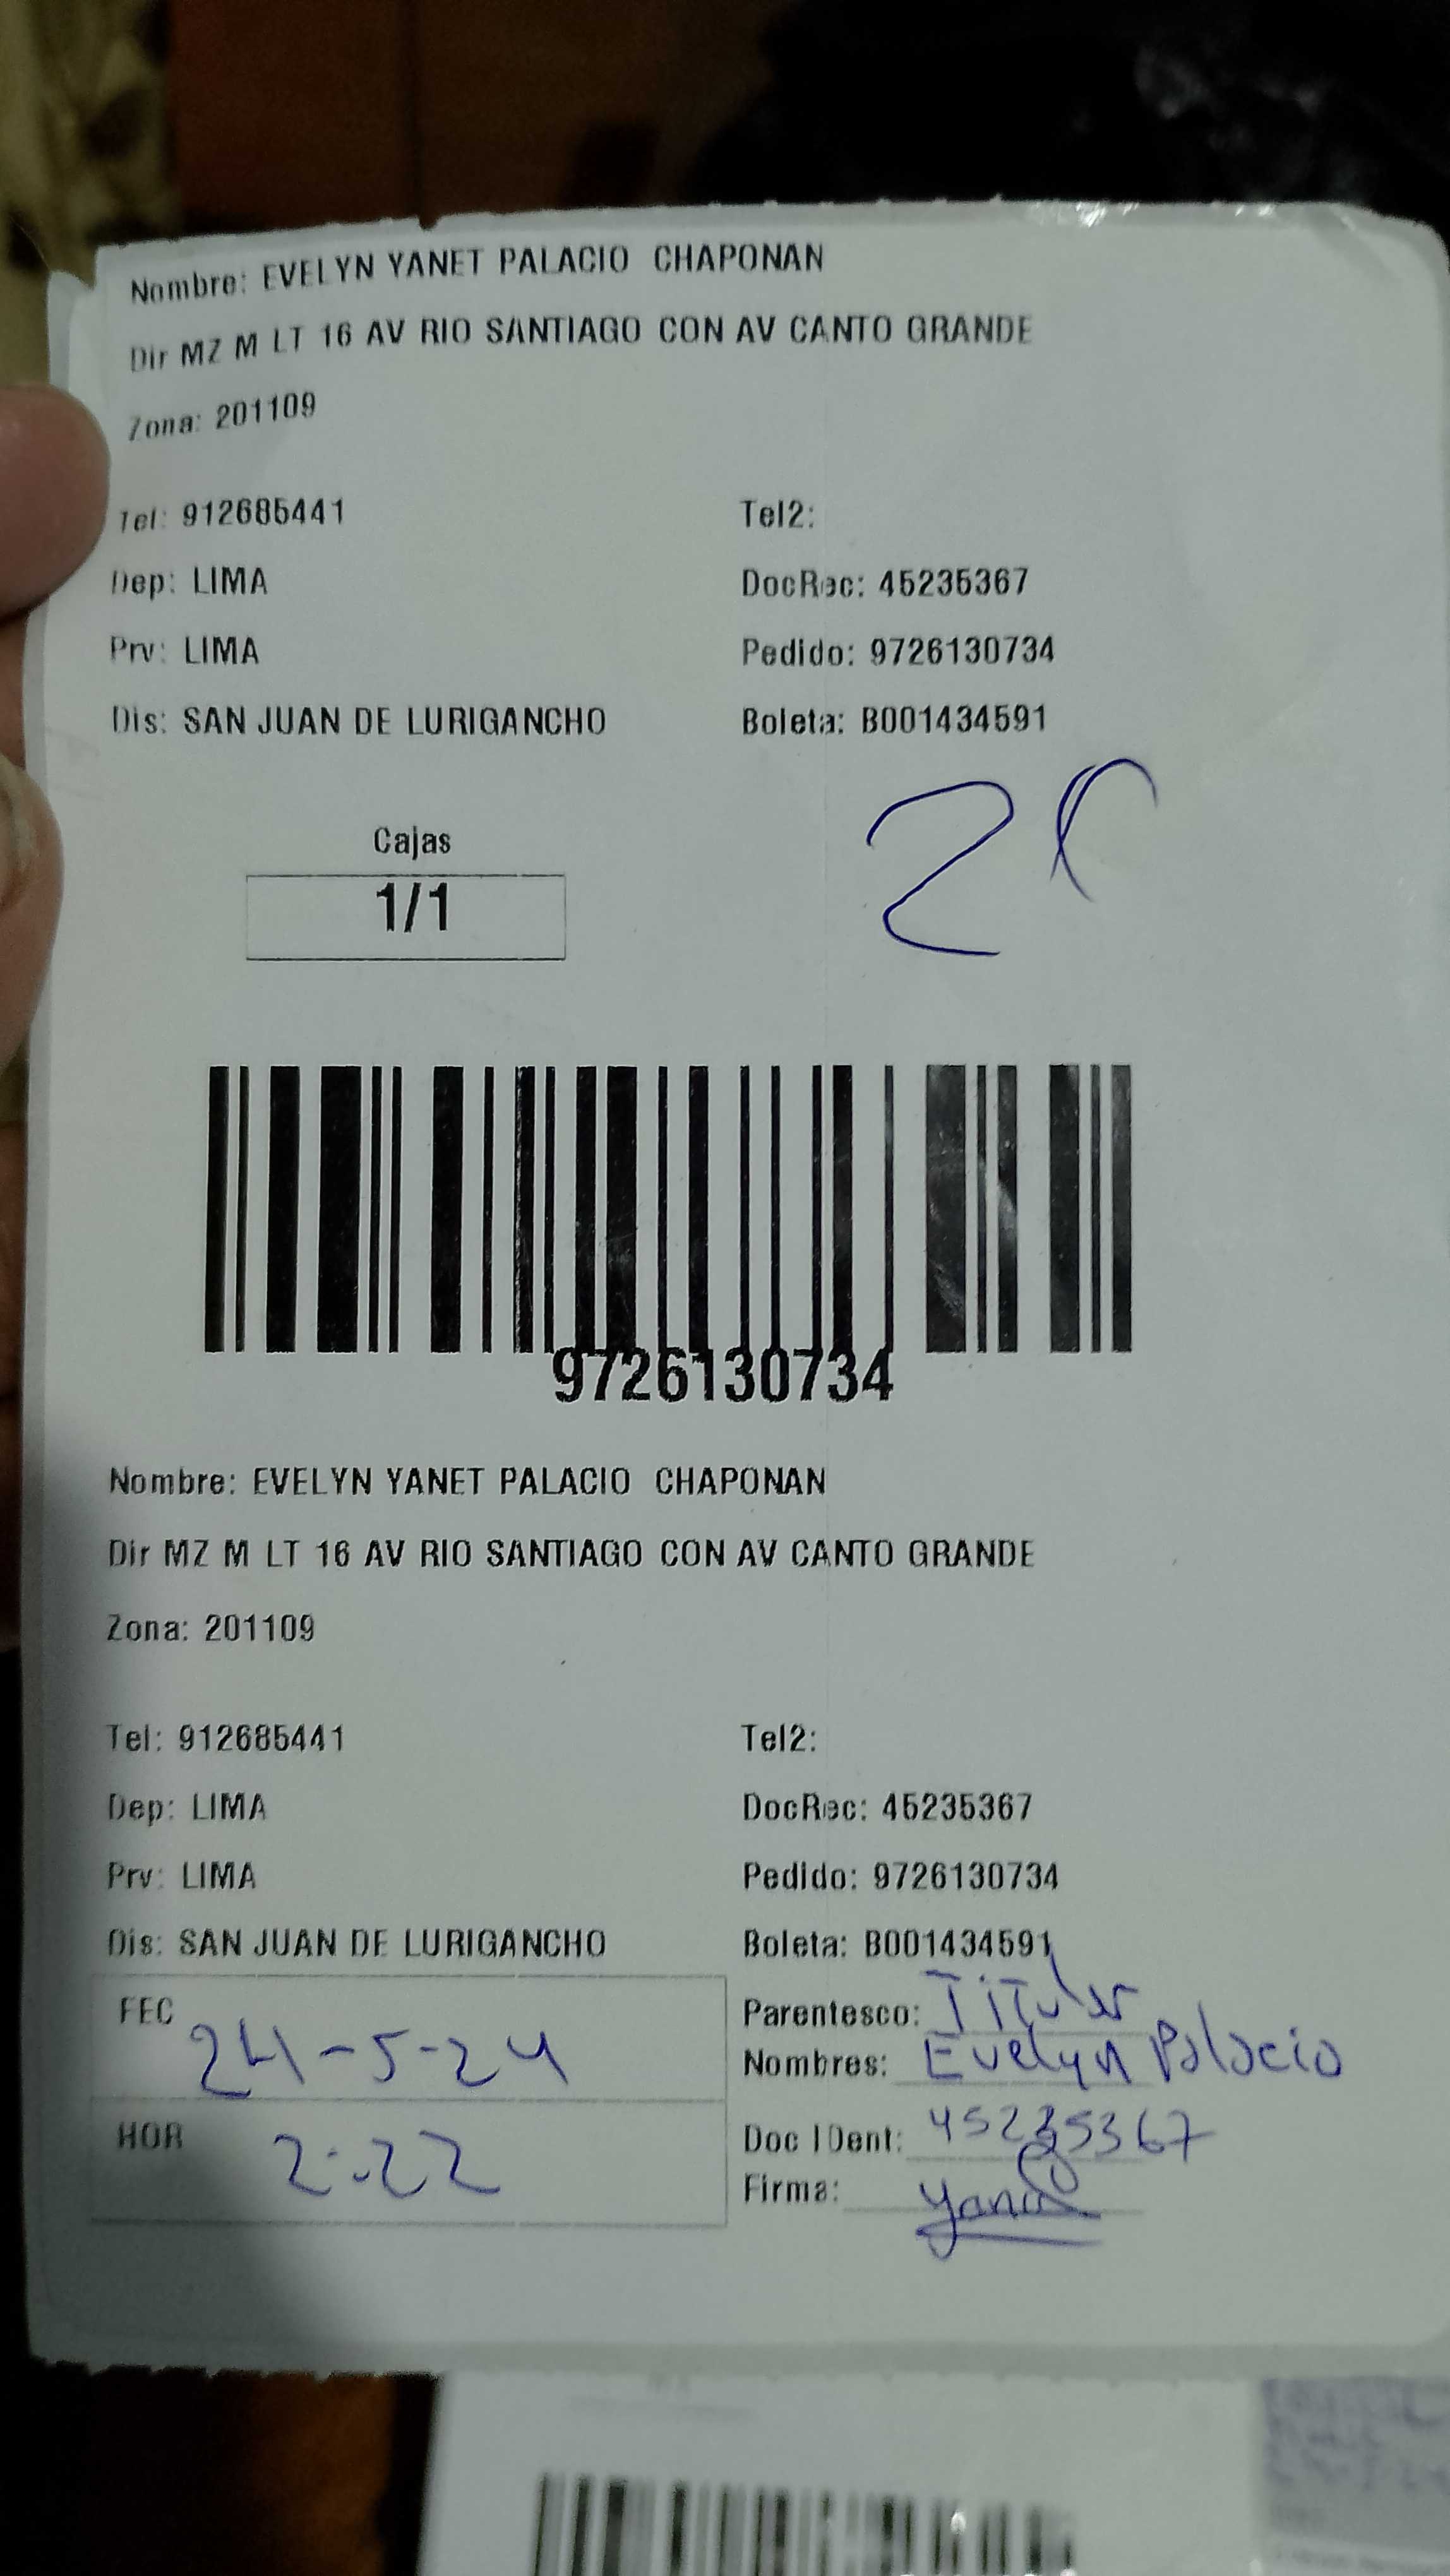 Nombre: EVELYN YANET PALACIO CHAPONAN
Dir MZ M LT 16 AV RIO SANTIAGO CON AV CANTO GRANDE
Zona: 201109
Tel: 912685441 Tel2:
Dep: LIMA DocRec: 45235367
Prv: LIMA Pedido: 9726130734
Dis: SAN JUAN DE LURIGANCHO Boleta: B001434591
Cajas
1/1
9726130734
Nombre: EVELYN YANET PALACIO CHAPONAN
Dir MZ M LT 16 AV RIO SANTIAGO CON AV CANTO GRANDE
Zona: 201109
Tel: 912685441 Tel2:
Dep: LIMA DocRec: 45235367
Prv: LIMA Pedido: 9726130734
Dis: SAN JUAN DE LURIGANCHO Boleta: B001434591
FEC 24-5-24 Parentesco: Titular
Nombres: Evelyn Palacio
HOR 2:22 Doc IDent: 45235367
Firma: